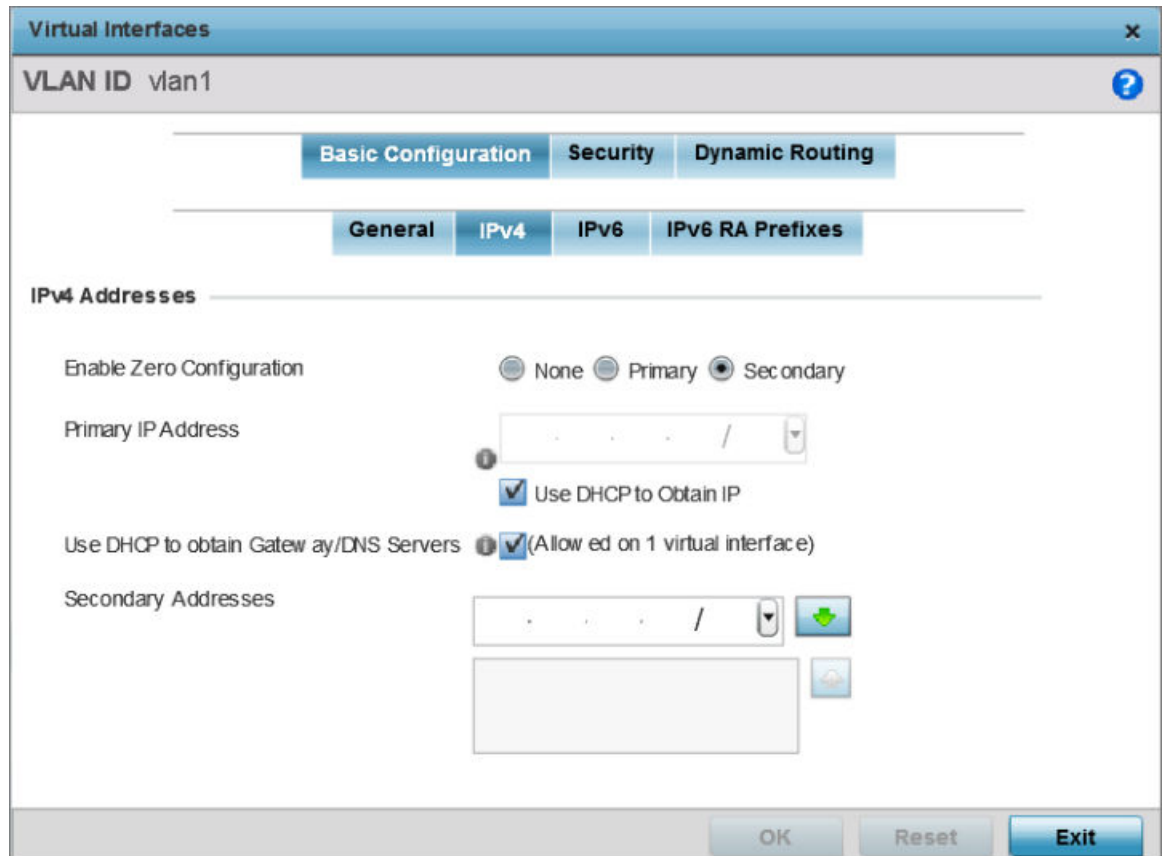 Virtual Interfaces ×
VLAN ID vlan1 ?
Basic Configuration Security Dynamic Routing
General IPv4 IPv6 IPv6 RA Prefixes
IPv4 Addresses
Enable Zero Configuration None Primary Secondary
Primary IP Address . . . /
Use DHCP to Obtain IP
Use DHCP to obtain Gateway/DNS Servers (Allowed on 1 virtual interface)
Secondary Addresses . . . /
OK Reset Exit